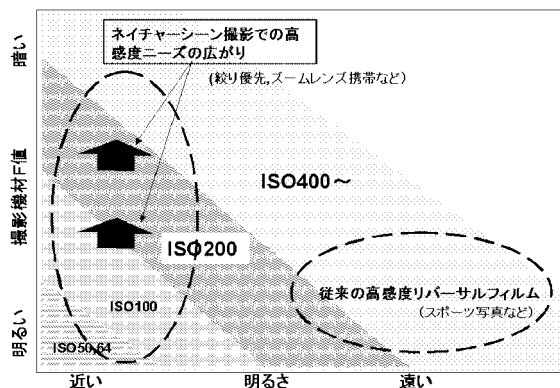 ネイチャーシーン撮影での高
感度ニーズの広がり
(絞り優先,ズームレンズ携帯など)
暗い
撮影機材F値
明るい
ISO400～
ISO200
ISO100
ISO50,64
従来の高感度リバーサルフィルム
(スポーツ写真など)
近い
明るさ
遠い